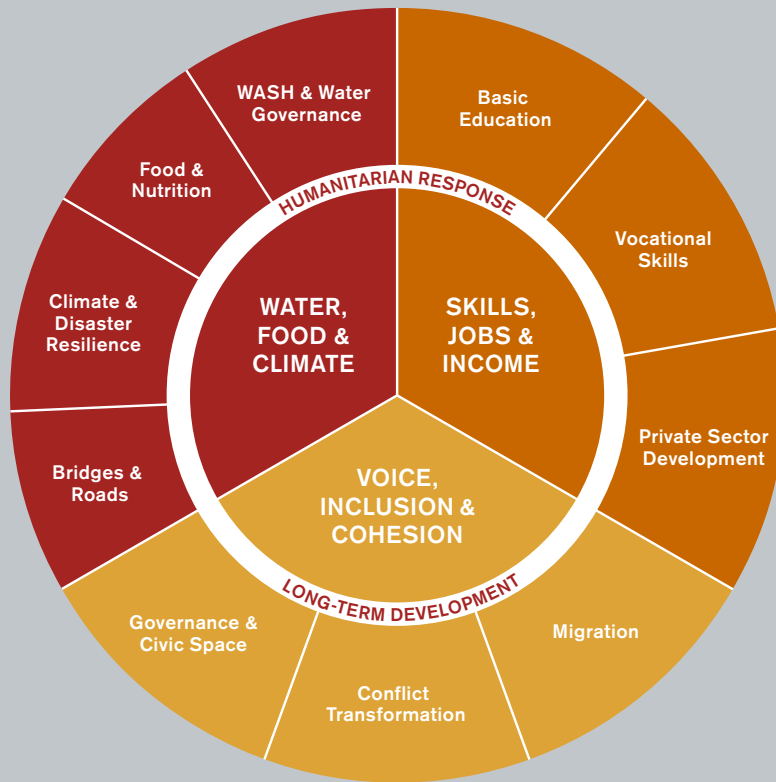 WASH & Water
Governance
Basic
Education
Food &
Nutrition
HUMANITARIAN RESPONSE
Vocational
Skills
Climate &
Disaster
Resilience
WATER,
FOOD &
CLIMATE
SKILLS,
JOBS &
INCOME
Private Sector
Development
Bridges &
Roads
VOICE,
INCLUSION &
COHESION
LONG-TERM DEVELOPMENT
Governance &
Civic Space
Migration
Conflict
Transformation